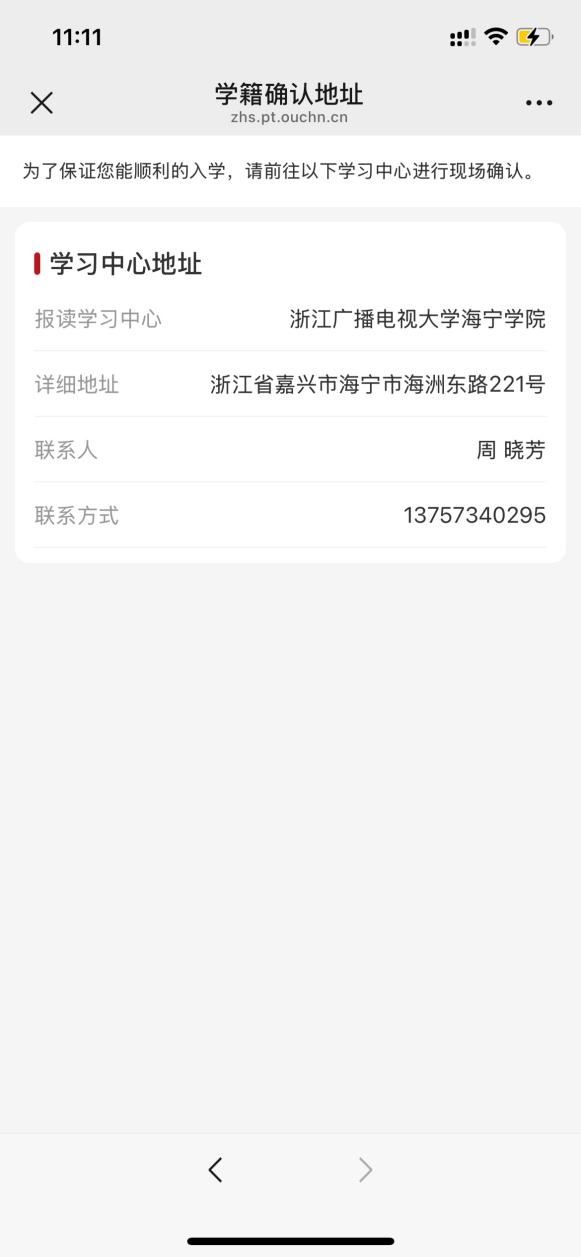 11:11
学籍确认地址
zhs.pt.ouchn.cn
为了保证您能顺利的入学，请前往以下学习中心进行现场确认。
学习中心地址
报读学习中心 浙江广播电视大学海宁学院
详细地址 浙江省嘉兴市海宁市海洲东路221号
联系人 周 晓芳
联系方式 13757340295